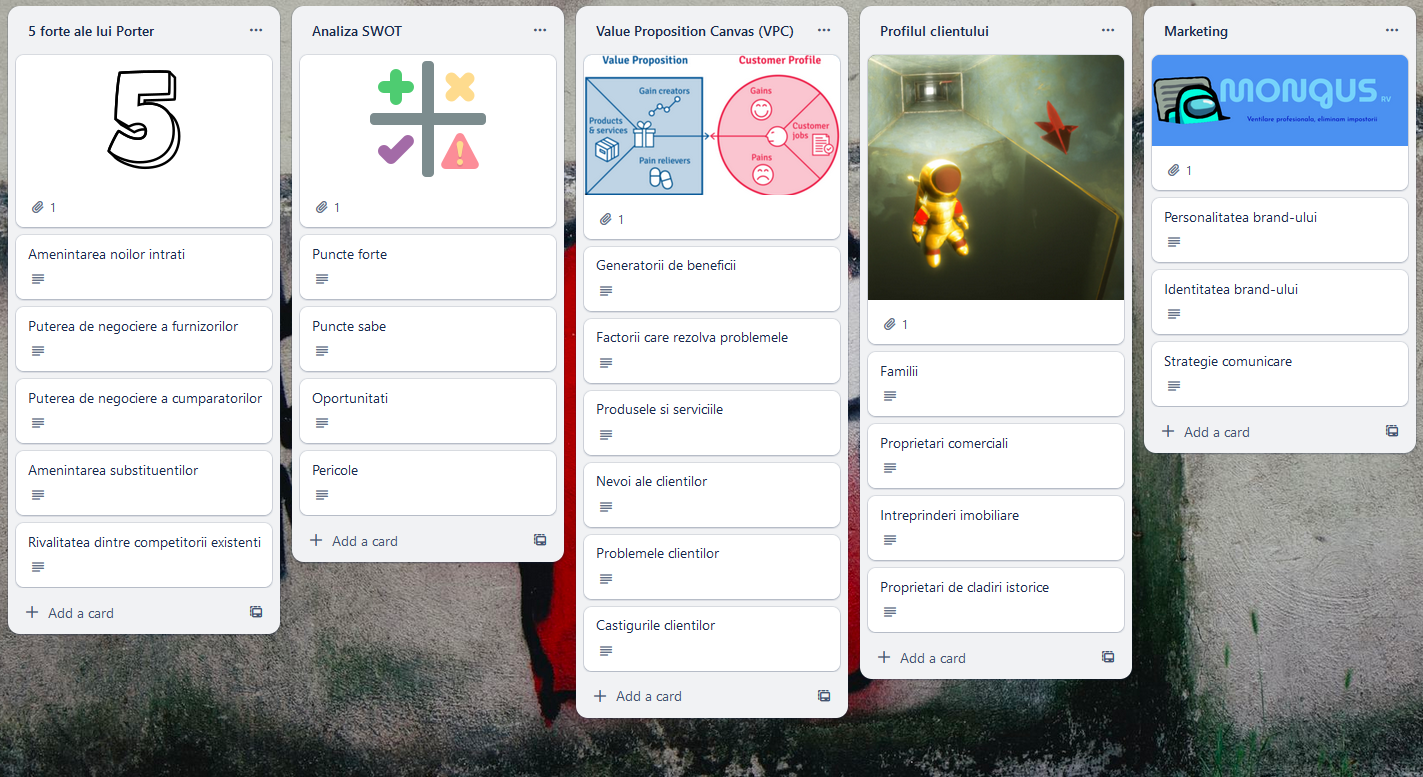 5 forte ale lui Porter
5
1
Amenintarea noilor intrati
Puterea de negociere a furnizorilor
Puterea de negociere a cumparatorilor
Amenintarea substituentilor
Rivalitatea dintre competitorii existenti
Add a card
Analiza SWOT
1
Puncte forte
Puncte sabe
Oportunitati
Pericole
Add a card
Value Proposition Canvas (VPC)
Value Proposition
Customer Profile
Gain creators
Products
& services
Pain relievers
Gains
Customer
jobs
Pains
1
Generatorii de beneficii
Factorii care rezolva problemele
Produsele si serviciile
Nevoi ale clientilor
Problemele clientilor
Castigurile clientilor
Add a card
Profilul clientului
1
Familii
Proprietari comerciali
Intreprinderi imobiliare
Proprietari de cladiri istorice
Add a card
Marketing
MONGUS RV
Ventilare profesionala, eliminam impostorii
1
Personalitatea brand-ului
Identitatea brand-ului
Strategie comunicare
Add a card